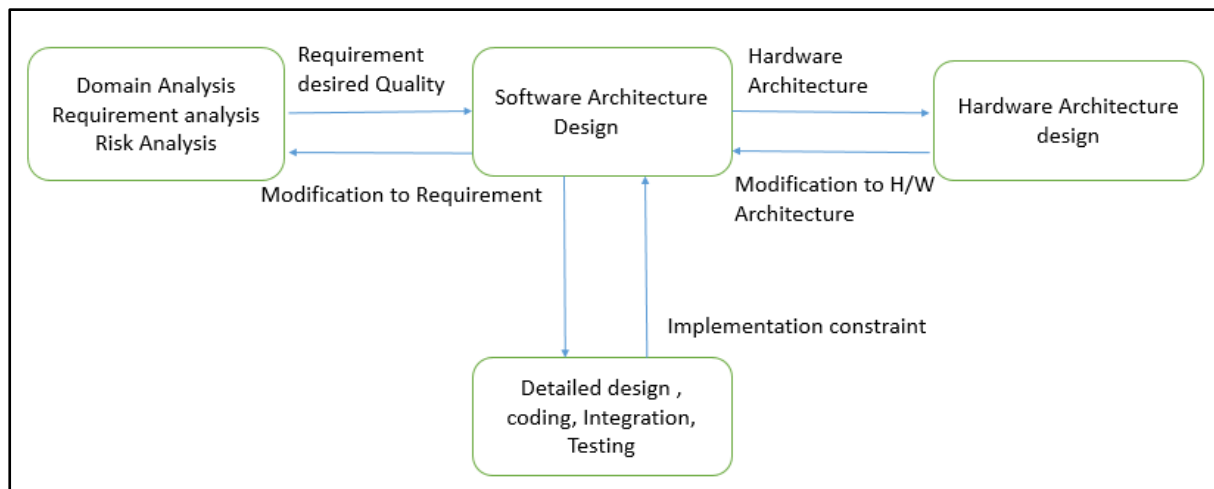 Domain Analysis
Requirement analysis
Risk Analysis
Requirement
desired Quality
Modification to Requirement
Software Architecture
Design
Hardware
Architecture
Modification to H/W
Architecture
Hardware Architecture
design
Implementation constraint
Detailed design ,
coding, Integration,
Testing